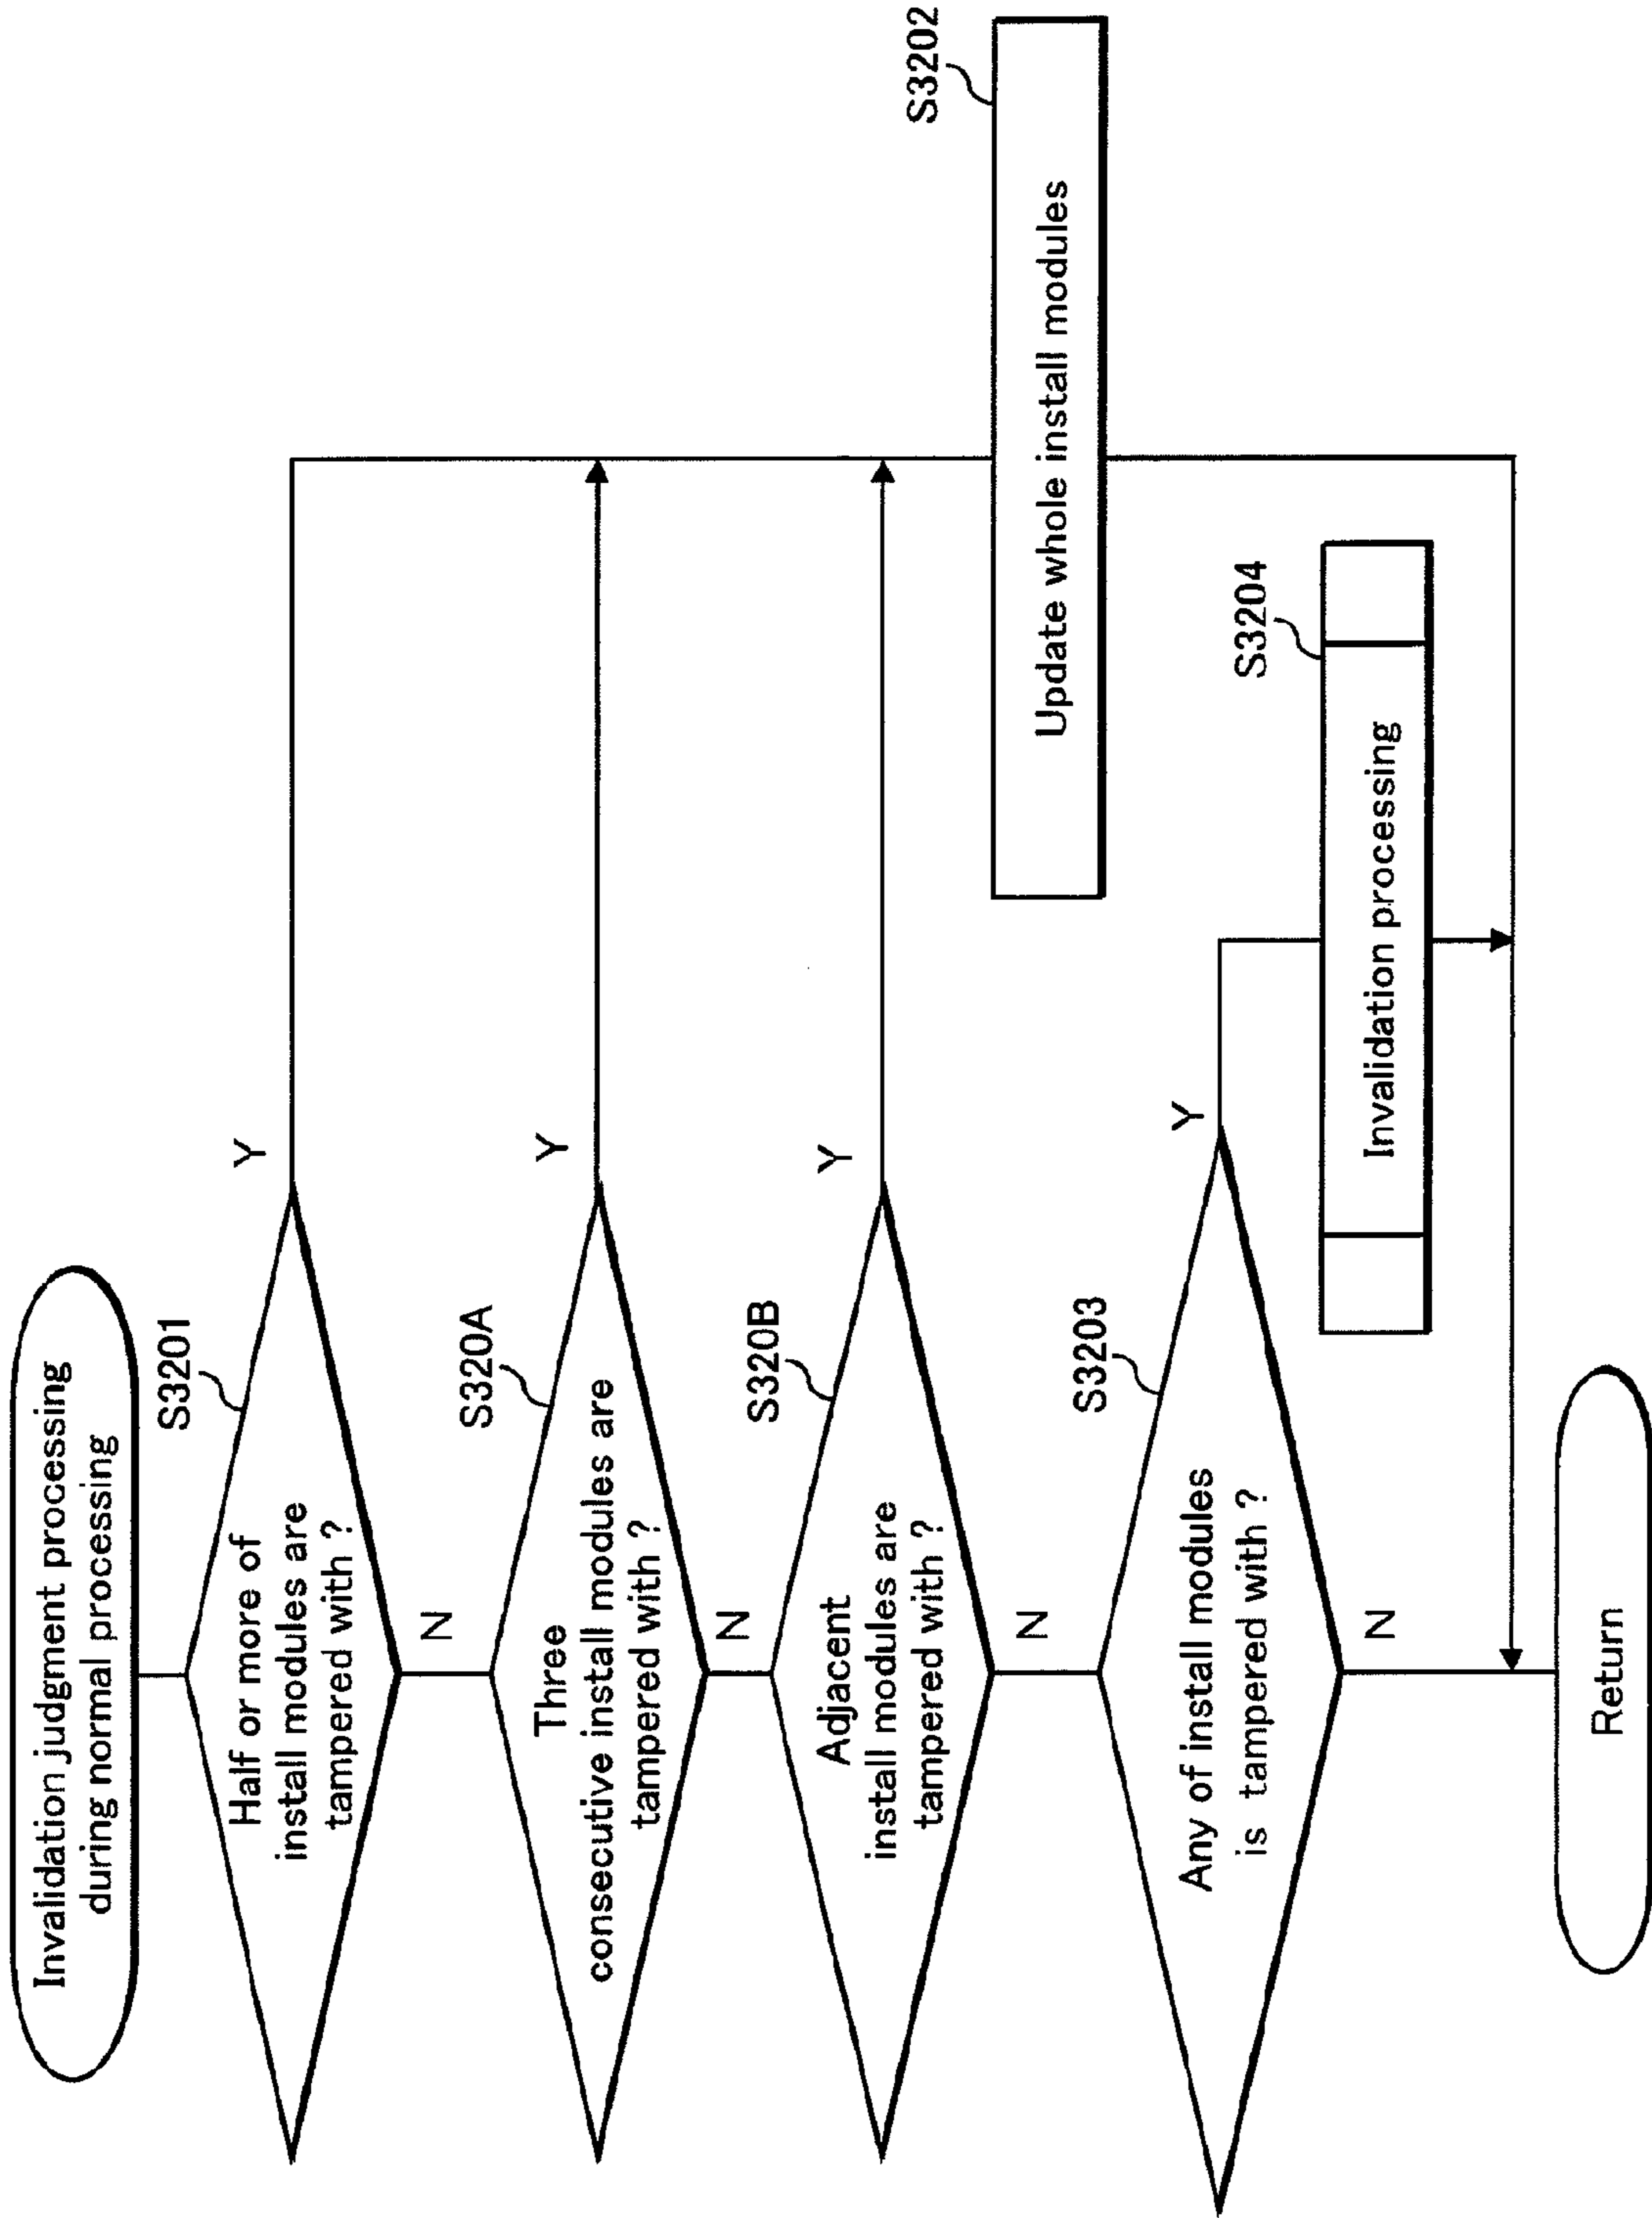 Invalidation judgment processing
during normal processing
S3201
Half or more of
install modules are
tampered with ?
Y
N
S320A
Three
consecutive install modules are
tampered with ?
Y
N
S320B
Adjacent
install modules are
tampered with ?
Y
N
S3202
Update whole install modules
S3203
Any of install modules
is tampered with ?
Y
N
S3204
Invalidation processing
Return